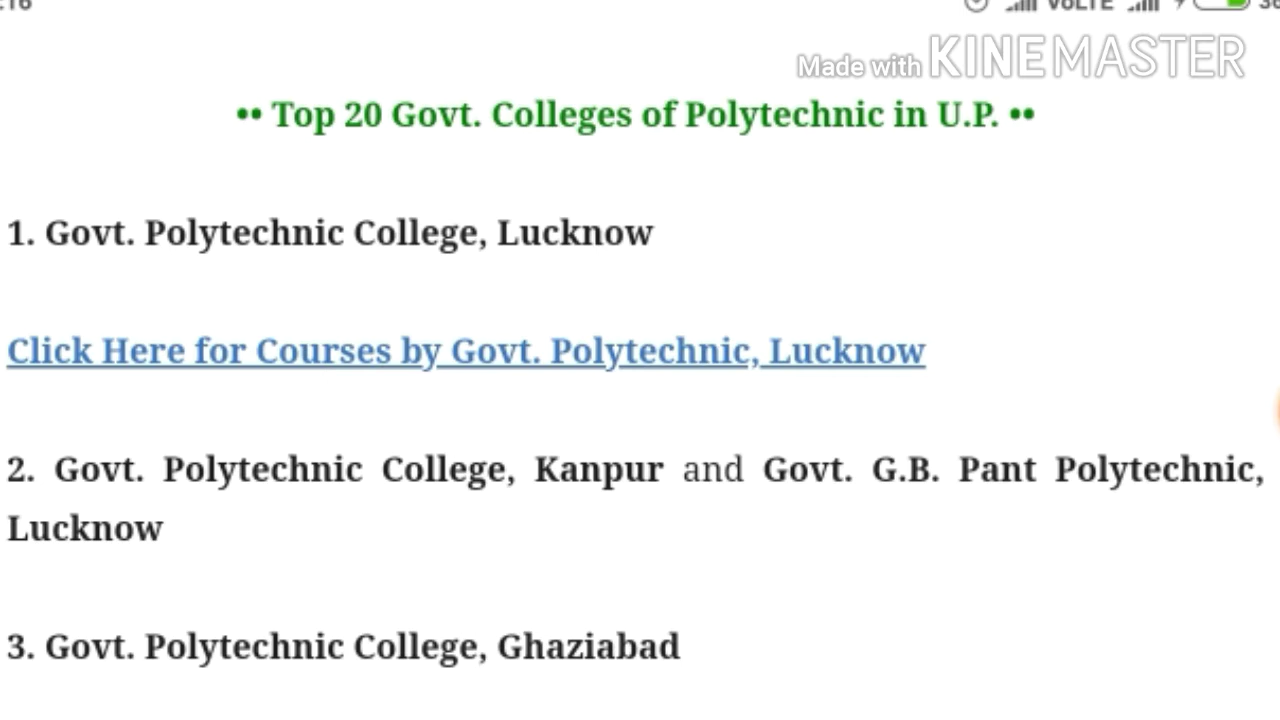 Made with KINEMASTER
•• Top 20 Govt. Colleges of Polytechnic in U.P. ••
1. Govt. Polytechnic College, Lucknow
Click Here for Courses by Govt. Polytechnic, Lucknow
2. Govt. Polytechnic College, Kanpur and Govt. G.B. Pant Polytechnic,
Lucknow
3. Govt. Polytechnic College, Ghaziabad